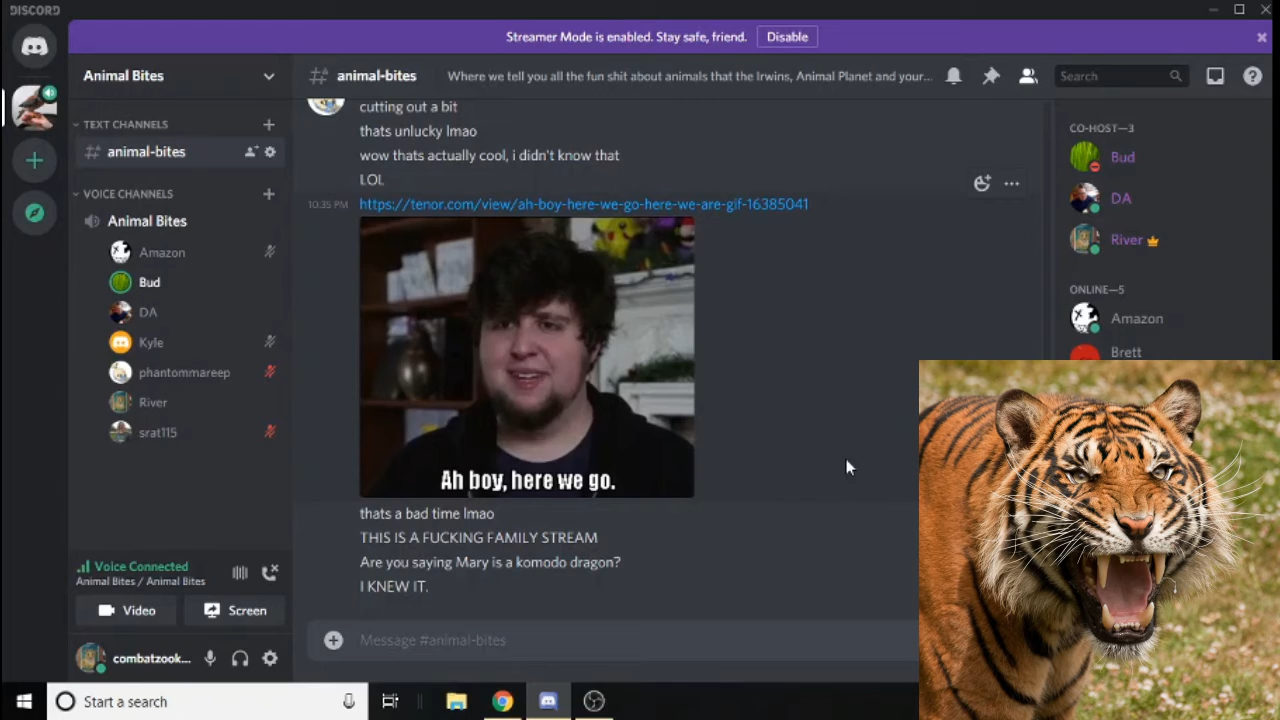 DISCORD
Streamer Mode is enabled. Stay safe, friend. Disable
Animal Bites
animal-bites Where we tell you all the fun shit about animals that the Irwins, Animal Planet and your...
Search
TEXT CHANNELS
animal-bites
VOICE CHANNELS
Animal Bites
Amazon
Bud
DA
Kyle
phantommareep
River
srat115
Voice Connected
Animal Bites / Animal Bites
Video
Screen
combatzook...
cutting out a bit
thats unlucky lmao
wow thats actually cool, i didn't know that
LOL
10:35 PM https://tenor.com/view/ah-boy-here-we-go-here-we-are-gif-16385041
Ah boy, here we go.
thats a bad time lmao
THIS IS A FUCKING FAMILY STREAM
Are you saying Mary is a komodo dragon?
I KNEW IT.
Message #animal-bites
CO-HOST—3
Bud
DA
River
ONLINE—5
Amazon
Brett
Start a search